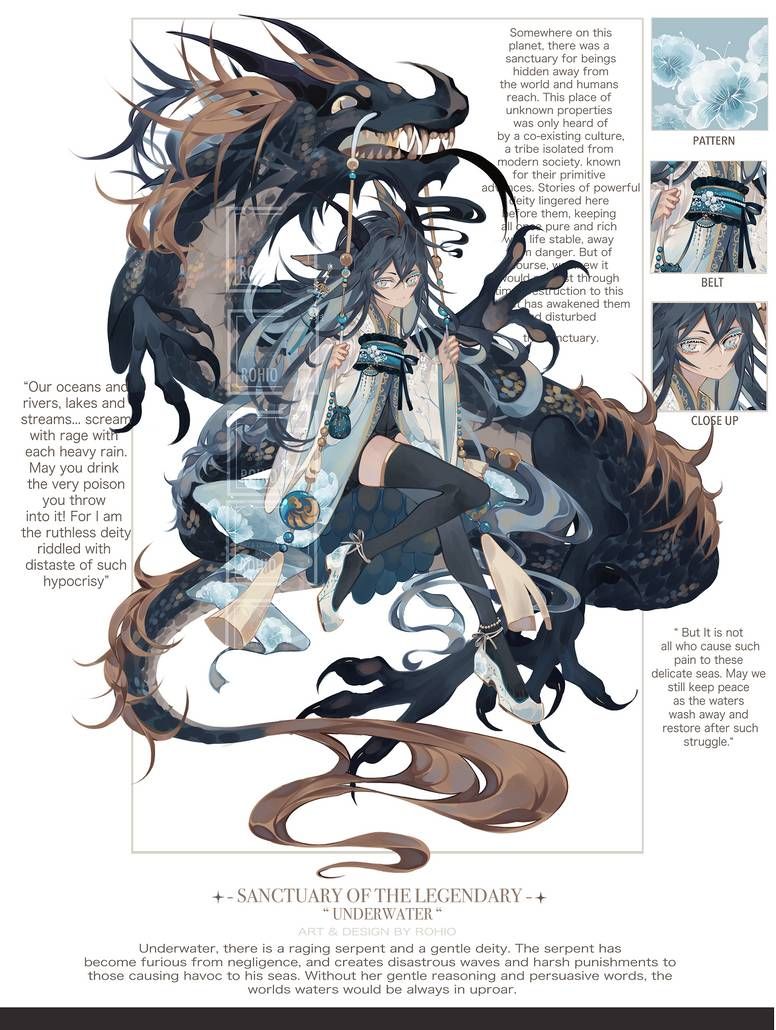 Somewhere on this
planet, there was a
sanctuary for beings
hidden away from
the world and humans
reach. This place of
unknown properties
was only heard of
by a co-existing culture,
a tribe isolated from
modern society. known
for their primitive
Stories of powerful
deity lingered here
before them, keeping
pure and rich
life stable, away
danger. But of
it
through
destruction to this
has awakened them
disturbed
PATTERN
BELT
CLOSE UP
“Our oceans and
rivers, lakes and
streams... scream
with rage with
each heavy rain.
May you drink
the very poison
you throw
into it! For I am
the ruthless deity
riddled with
distaste of such
hypocrisy”
" But It is not
all who cause such
pain to these
delicate seas. May we
still keep peace
as the waters
wash away and
restore after such
struggle."
ROHIO
ROHIO
ROHIO
ROHIO
ROHIO
- SANCTUARY OF THE LEGENDARY -
“ UNDERWATER “
ART & DESIGN BY ROHIO
Underwater, there is a raging serpent and a gentle deity. The serpent has
become furious from negligence, and creates disastrous waves and harsh punishments to
those causing havoc to his seas. Without her gentle reasoning and persuasive words, the
worlds waters would be always in uproar.